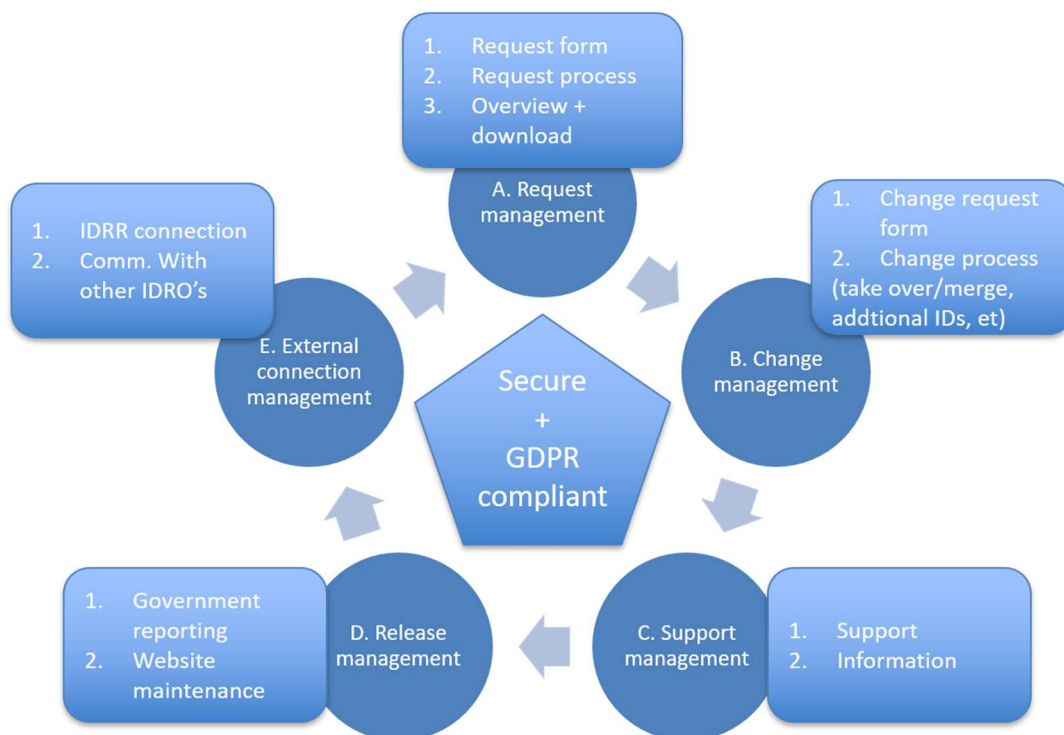 1. Request form
2. Request process
3. Overview +
download
A. Request
management
1. Change request
form
2. Change process
(take over/merge,
addtional IDs, et)
B. Change
management
1. Support
2. Information
C. Support
management
1. Government
reporting
2. Website
maintenance
D. Release
management
1. IDRR connection
2. Comm. With
other IDRO’s
E. External
connection
management
Secure
+
GDPR
compliant